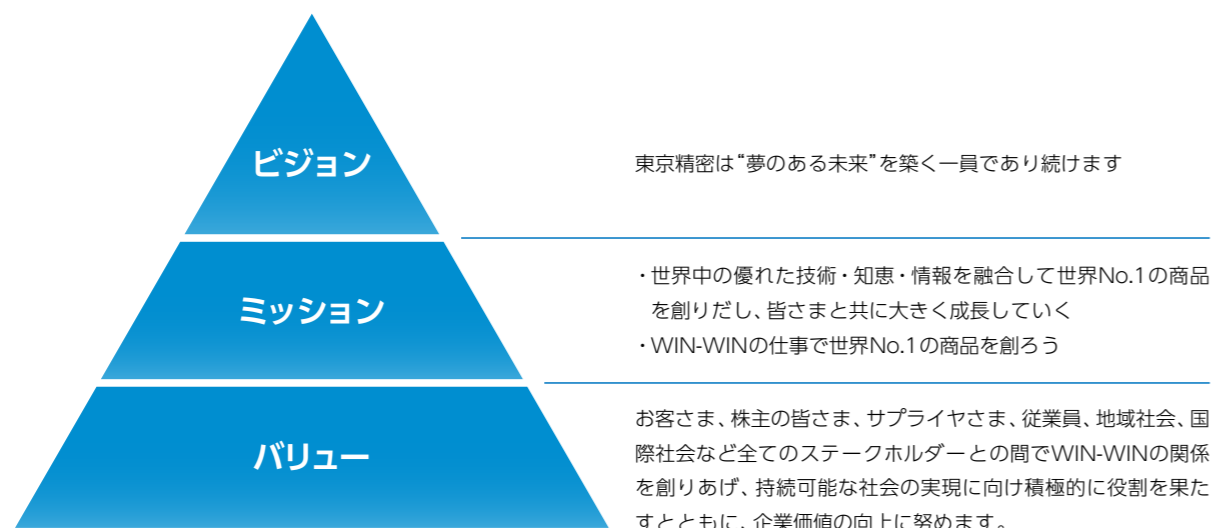 ビジョン
東京精密は“夢のある未来”を築く一員であり続けます
ミッション
・世界中の優れた技術・知恵・情報を融合して世界No.1の商品
を創りだし、皆さまと共に大きく成長していく
・WIN-WINの仕事で世界No.1の商品を創ろう
バリュー
お客さま、株主の皆さま、サプライヤさま、従業員、地域社会、国
際社会など全てのステークホルダーとの間でWIN-WINの関係
を創りあげ、持続可能な社会の実現に向け積極的に役割を果た
すとともに、企業価値の向上に努めます。